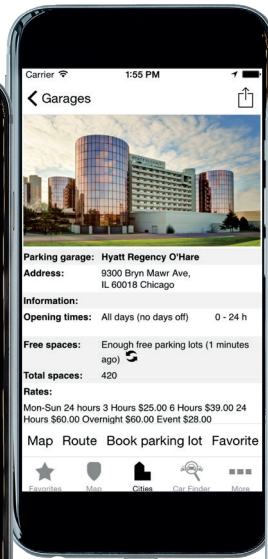 Carrier 1:55 PM
Garages
Parking garage: Hyatt Regency O'Hare
Address: 9300 Bryn Mawr Ave,
IL 60018 Chicago
Information:
Opening times: All days (no days off) 0 - 24 h
Free spaces: Enough free parking lots (1 minutes
ago)
Total spaces: 420
Rates:
Mon-Sun 24 hours 3 Hours $25.00 6 Hours $39.00 24
Hours $60.00 Overnight $60.00 Event $28.00
Map Route Book parking lot Favorite
Favorites Map Cities Car Finder More